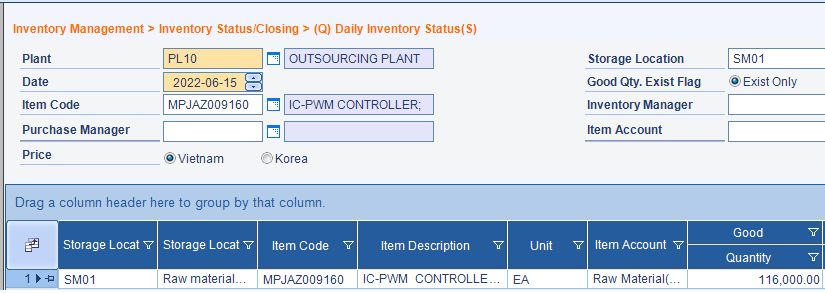 Inventory Management > Inventory Status/Closing > (Q) Daily Inventory Status(S)
Plant PL10 OUTSOURCING PLANT Storage Location SM01
Date 2022-06-15 Good Qty. Exist Flag Exist Only
Item Code MPJAZ009160 IC-PWM CONTROLLER; Inventory Manager
Purchase Manager Item Account
Price Vietnam Korea
Drag a column header here to group by that column.
Storage Locat Storage Locat Item Code Item Description Unit Item Account Good
Quantity
1 SM01 Raw material... MPJAZ009160 IC-PWM CONTROLLE... EA Raw Material(... 116,000.00